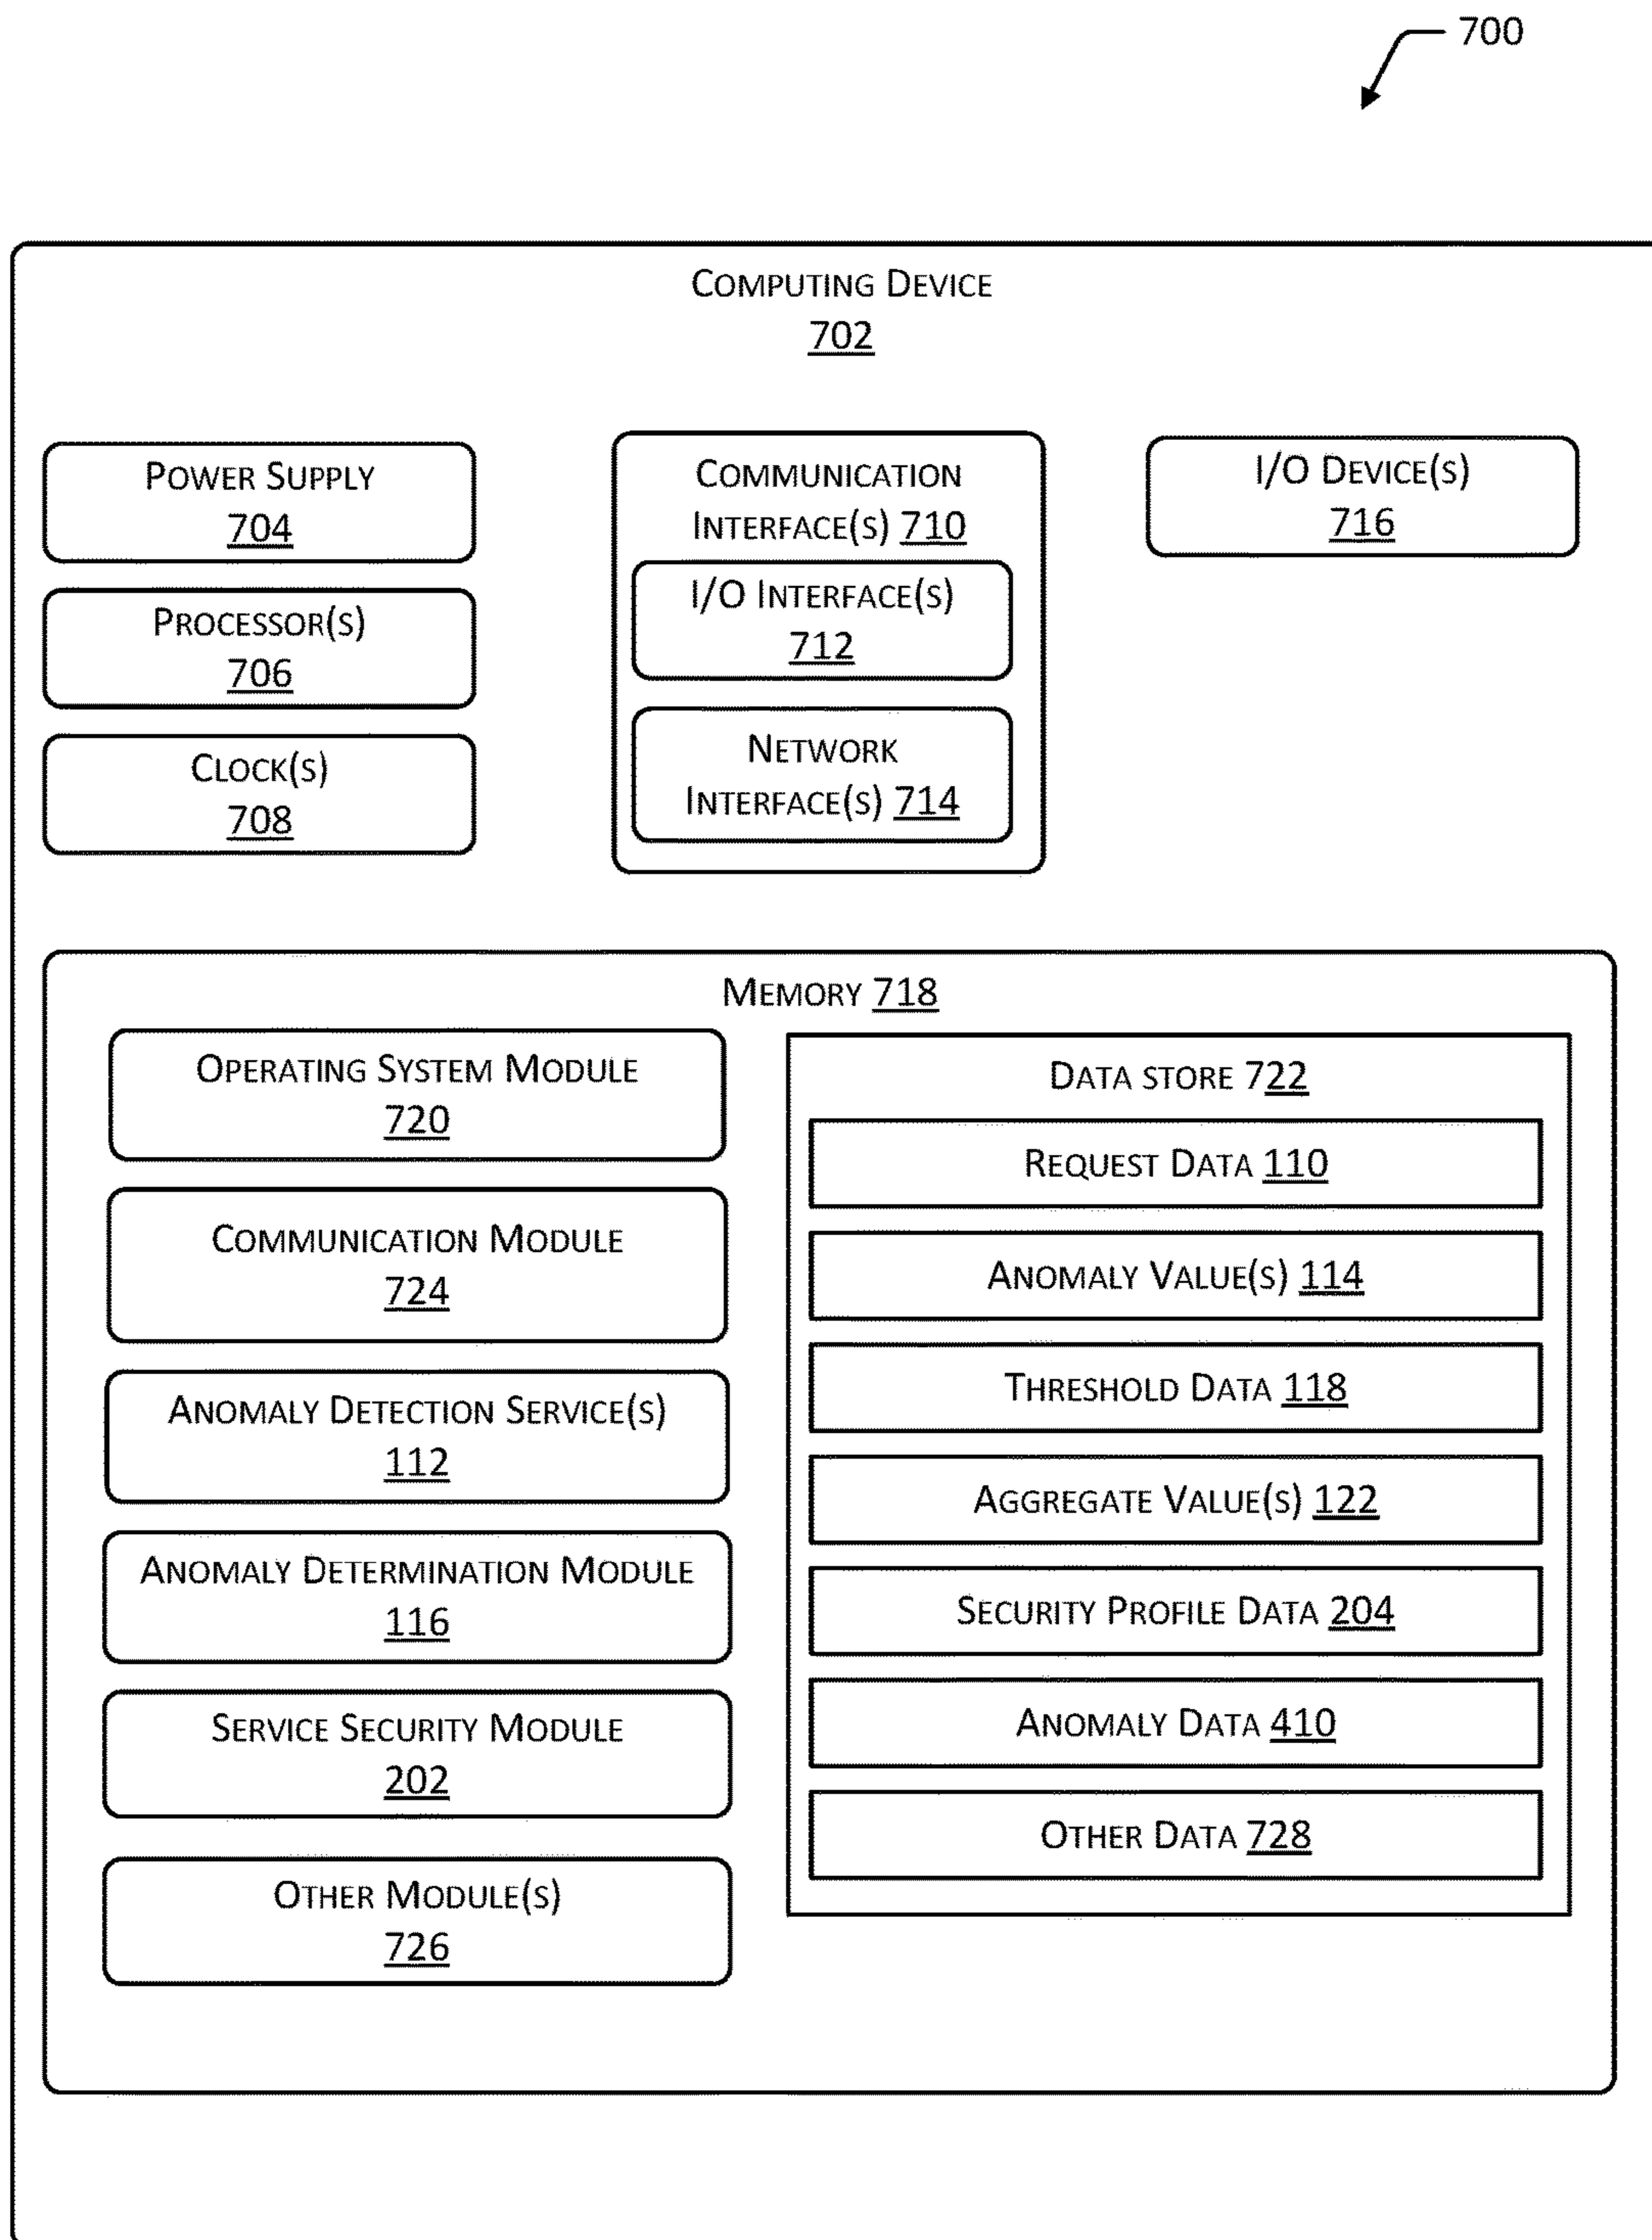 700
COMPUTING DEVICE
702
POWER SUPPLY
704
PROCESSOR(S)
706
CLOCK(S)
708
COMMUNICATION
INTERFACE(S) 710
I/O INTERFACE(S)
712
NETWORK
INTERFACE(S) 714
I/O DEVICE(S)
716
MEMORY 718
OPERATING SYSTEM MODULE
720
COMMUNICATION MODULE
724
ANOMALY DETECTION SERVICE(S)
112
ANOMALY DETERMINATION MODULE
116
SERVICE SECURITY MODULE
202
OTHER MODULE(S)
726
DATA STORE 722
REQUEST DATA 110
ANOMALY VALUE(S) 114
THRESHOLD DATA 118
AGGREGATE VALUE(S) 122
SECURITY PROFILE DATA 204
ANOMALY DATA 410
OTHER DATA 728